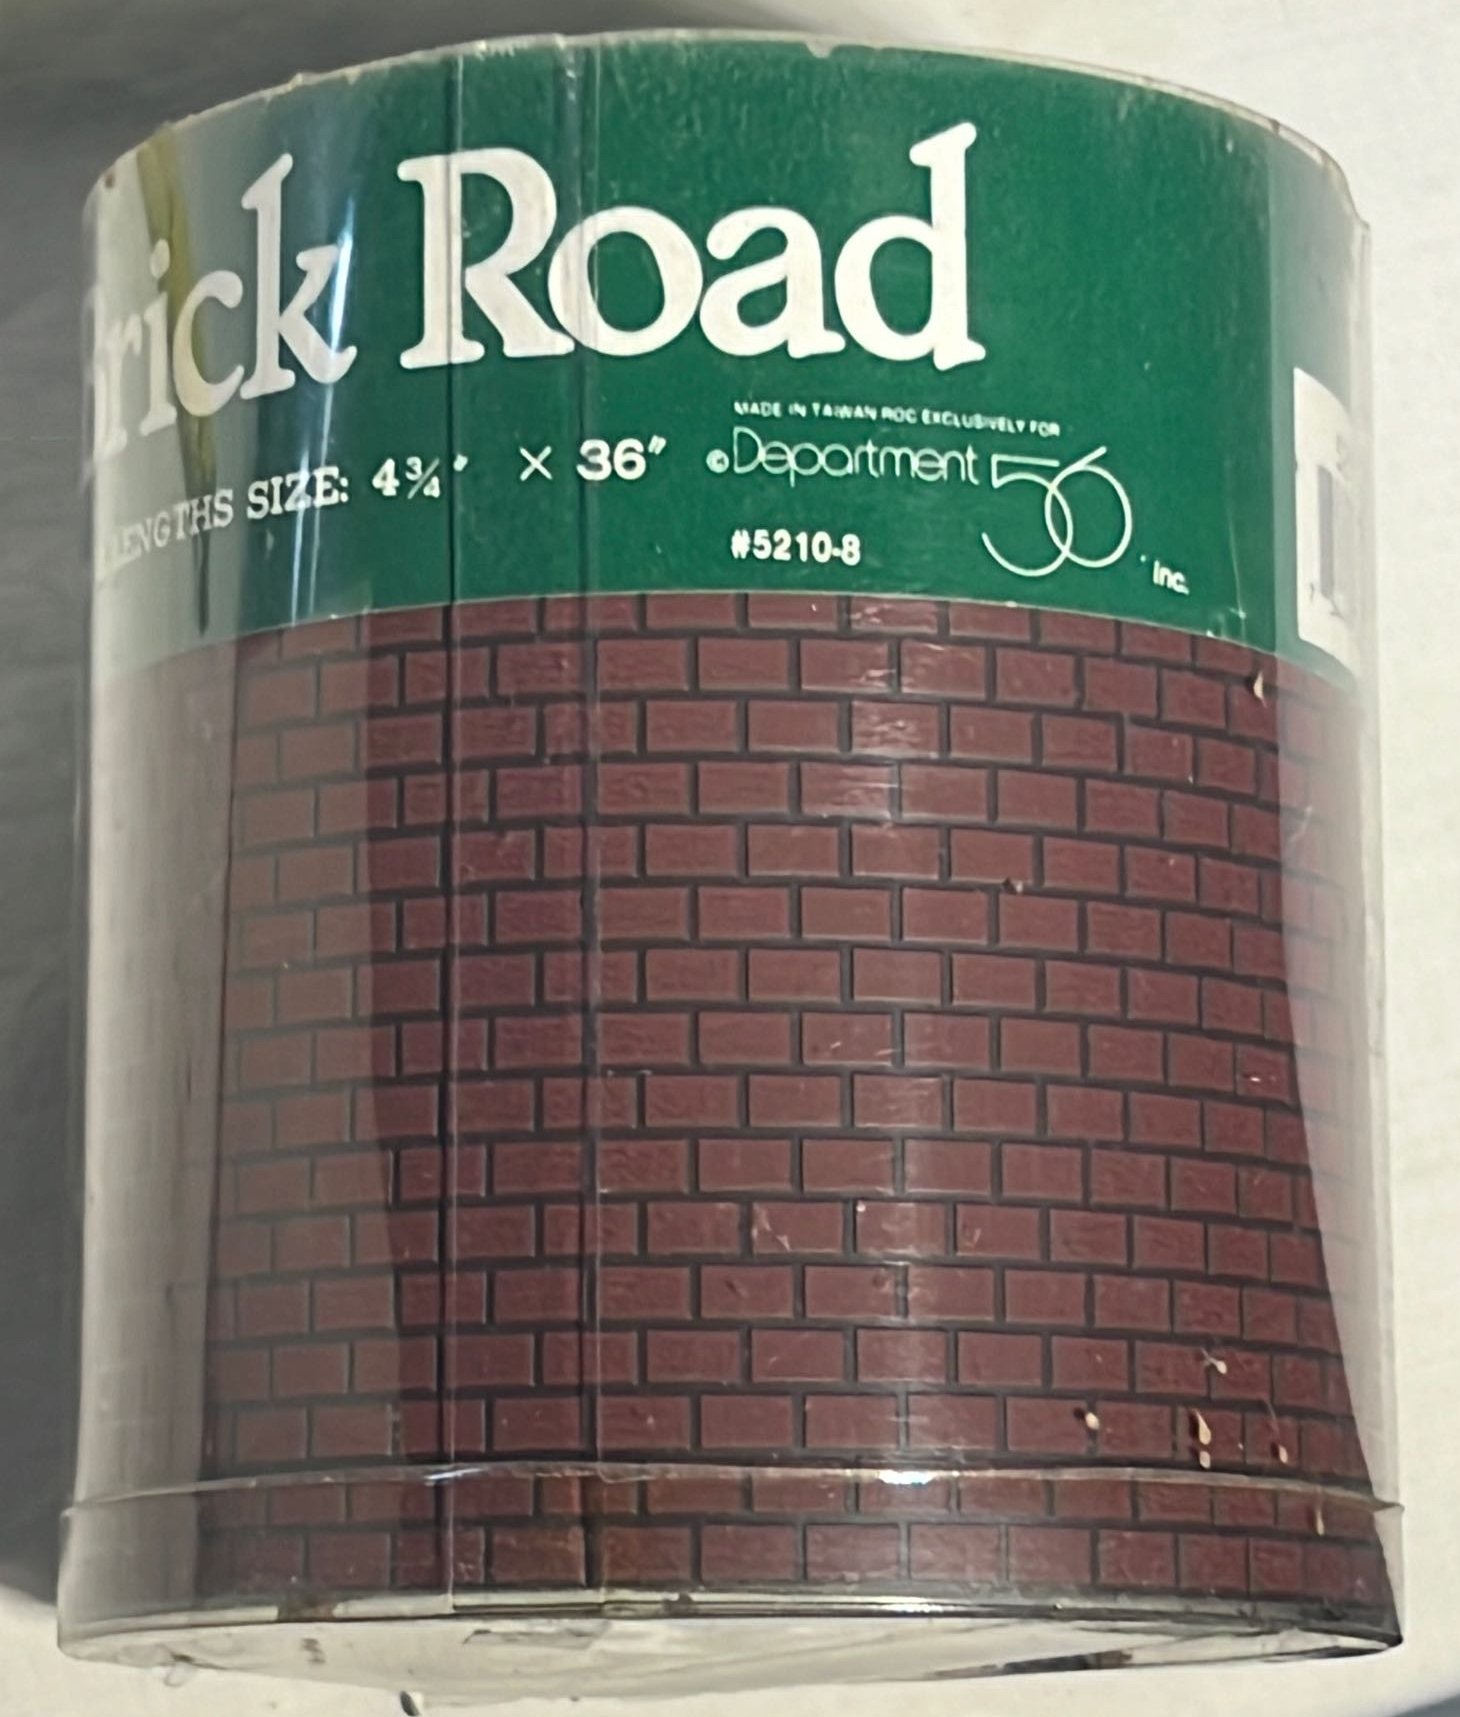 rick Road
LENGTHS SIZE: 4¾" × 36"
MADE IN TAIWAN ROC EXCLUSIVELY FOR
©Department 56 Inc.
#5210-8